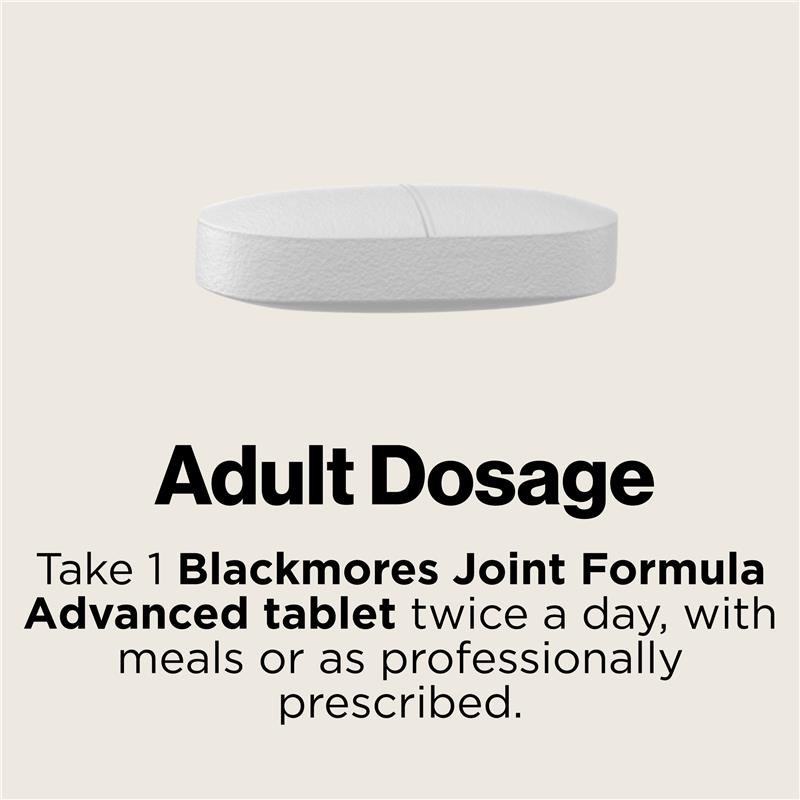 Adult Dosage
Take 1 Blackmores Joint Formula
Advanced tablet twice a day, with
meals or as professionally
prescribed.